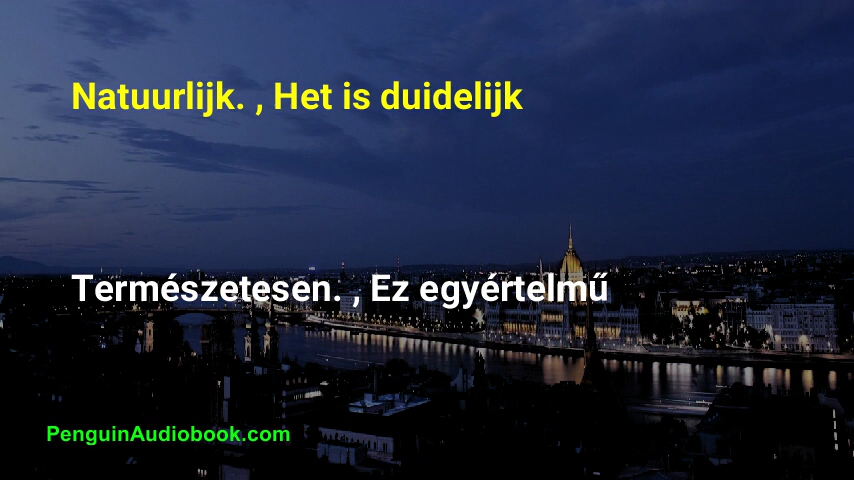 Natuurlijk. , Het is duidelijk
Természetesen. , Ez egyértelmű
PenguinAudiobook.com